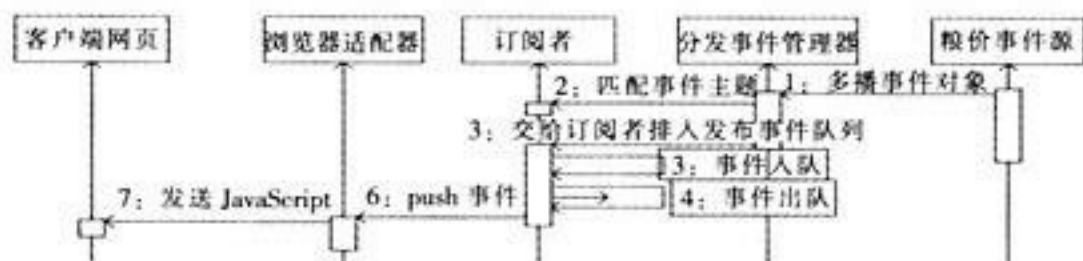 客户端网页
浏览器适配器
订阅者
分发事件管理器
粮价事件源
2：匹配事件主题
1：多播事件对象
3：交给订阅者排入发布事件队列
3：事件入队
4：事件出队
7：发送 JavaScript
6：push 事件